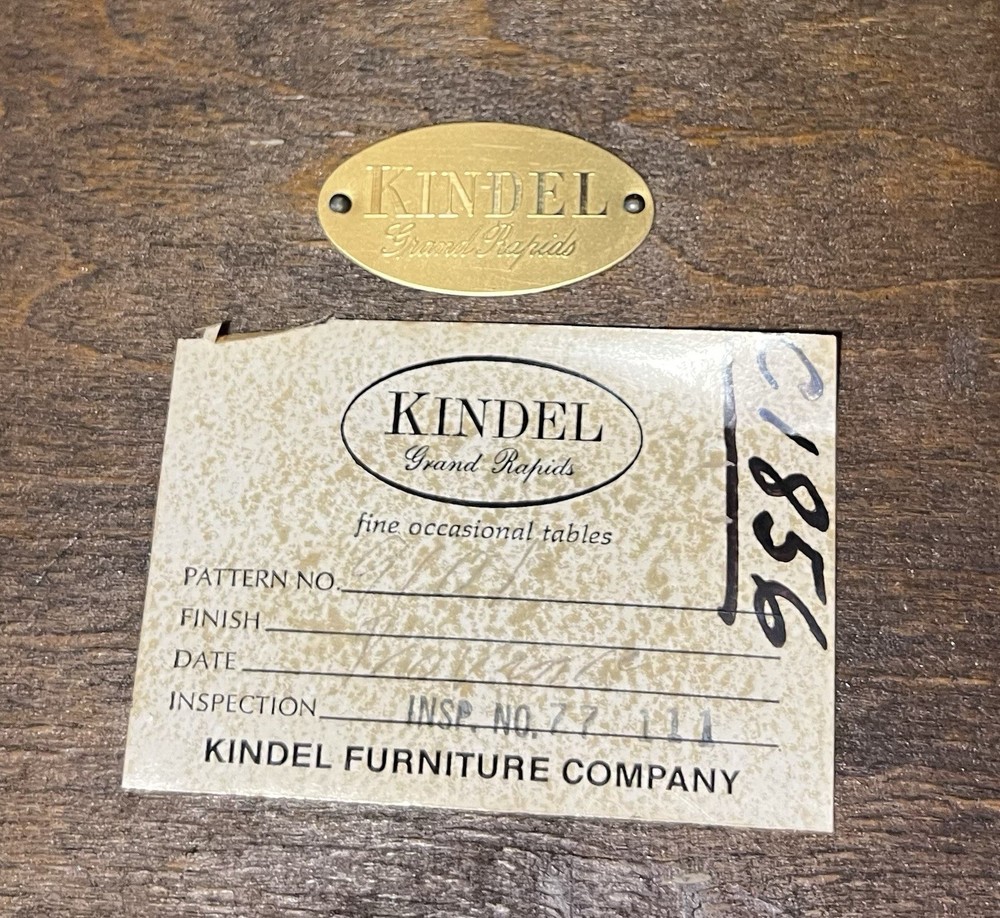 KINDEL
Grand Rapids
KINDEL
Grand Rapids
fine occasional tables
PATTERN NO.
FINISH
DATE
INSPECTION INSP. NO. 77 111
KINDEL FURNITURE COMPANY
C1856